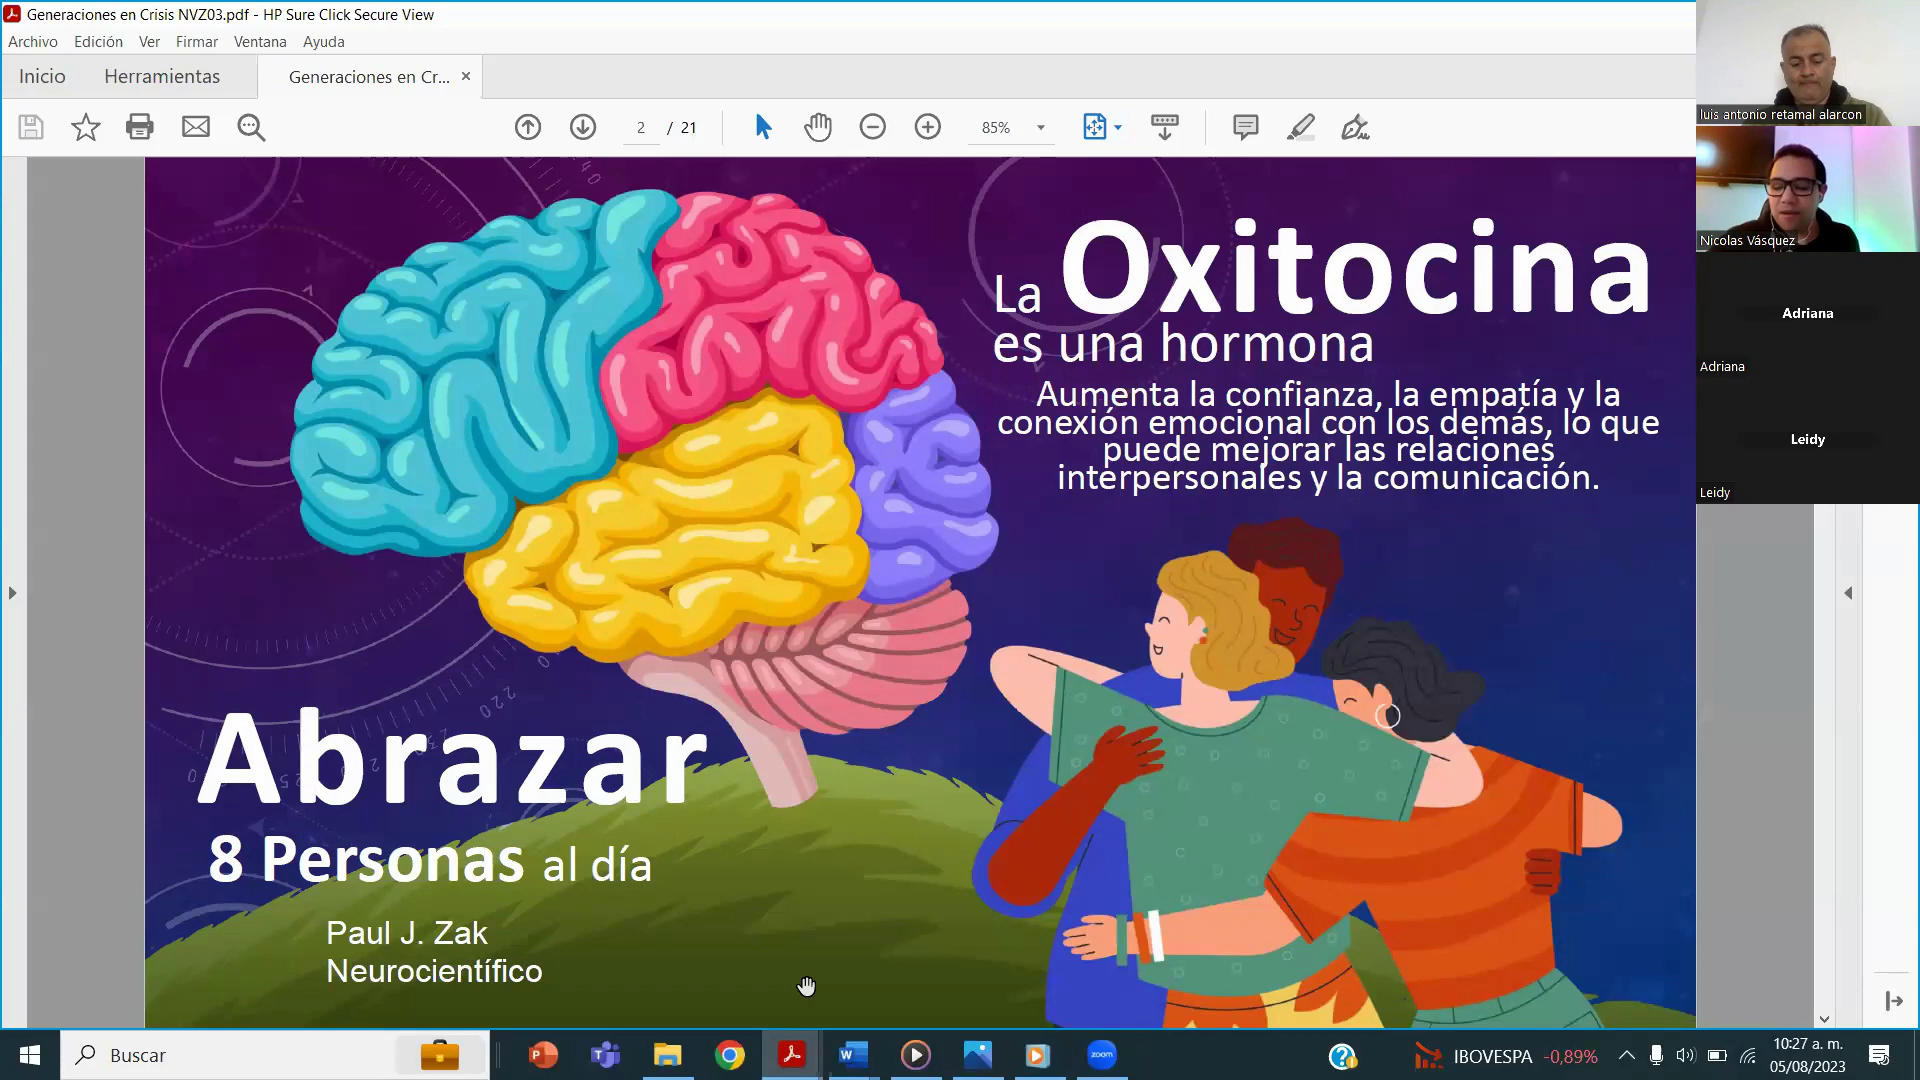 Generaciones en Crisis NVZ03.pdf - HP Sure Click Secure View
Archivo Edición Ver Firmar Ventana Ayuda
Inicio Herramientas Generaciones en Cr... ×
2 / 21 85%
luis antonio retamal alarcon
Nicolas Vásquez
Adriana
Adriana
Leidy
Leidy
La Oxitocina
es una hormona
Aumenta la confianza, la empatía y la
conexión emocional con los demás, lo que
puede mejorar las relaciones
interpersonales y la comunicación.
Abrazar
8 Personas al día
Paul J. Zak
Neurocientífico
Buscar
zoom
IBOVESPA -0,89%
10:27 a. m.
05/08/2023